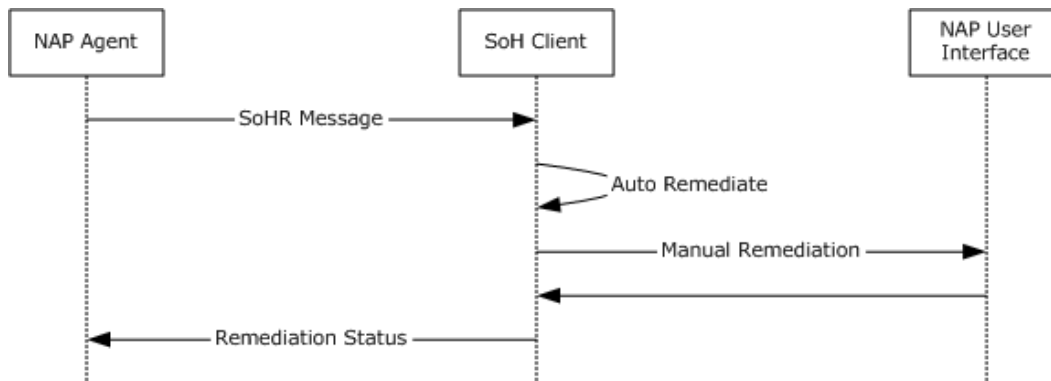 NAP Agent
SoH Client
NAP User
Interface
SoHR Message
Auto Remediate
Manual Remediation
Remediation Status